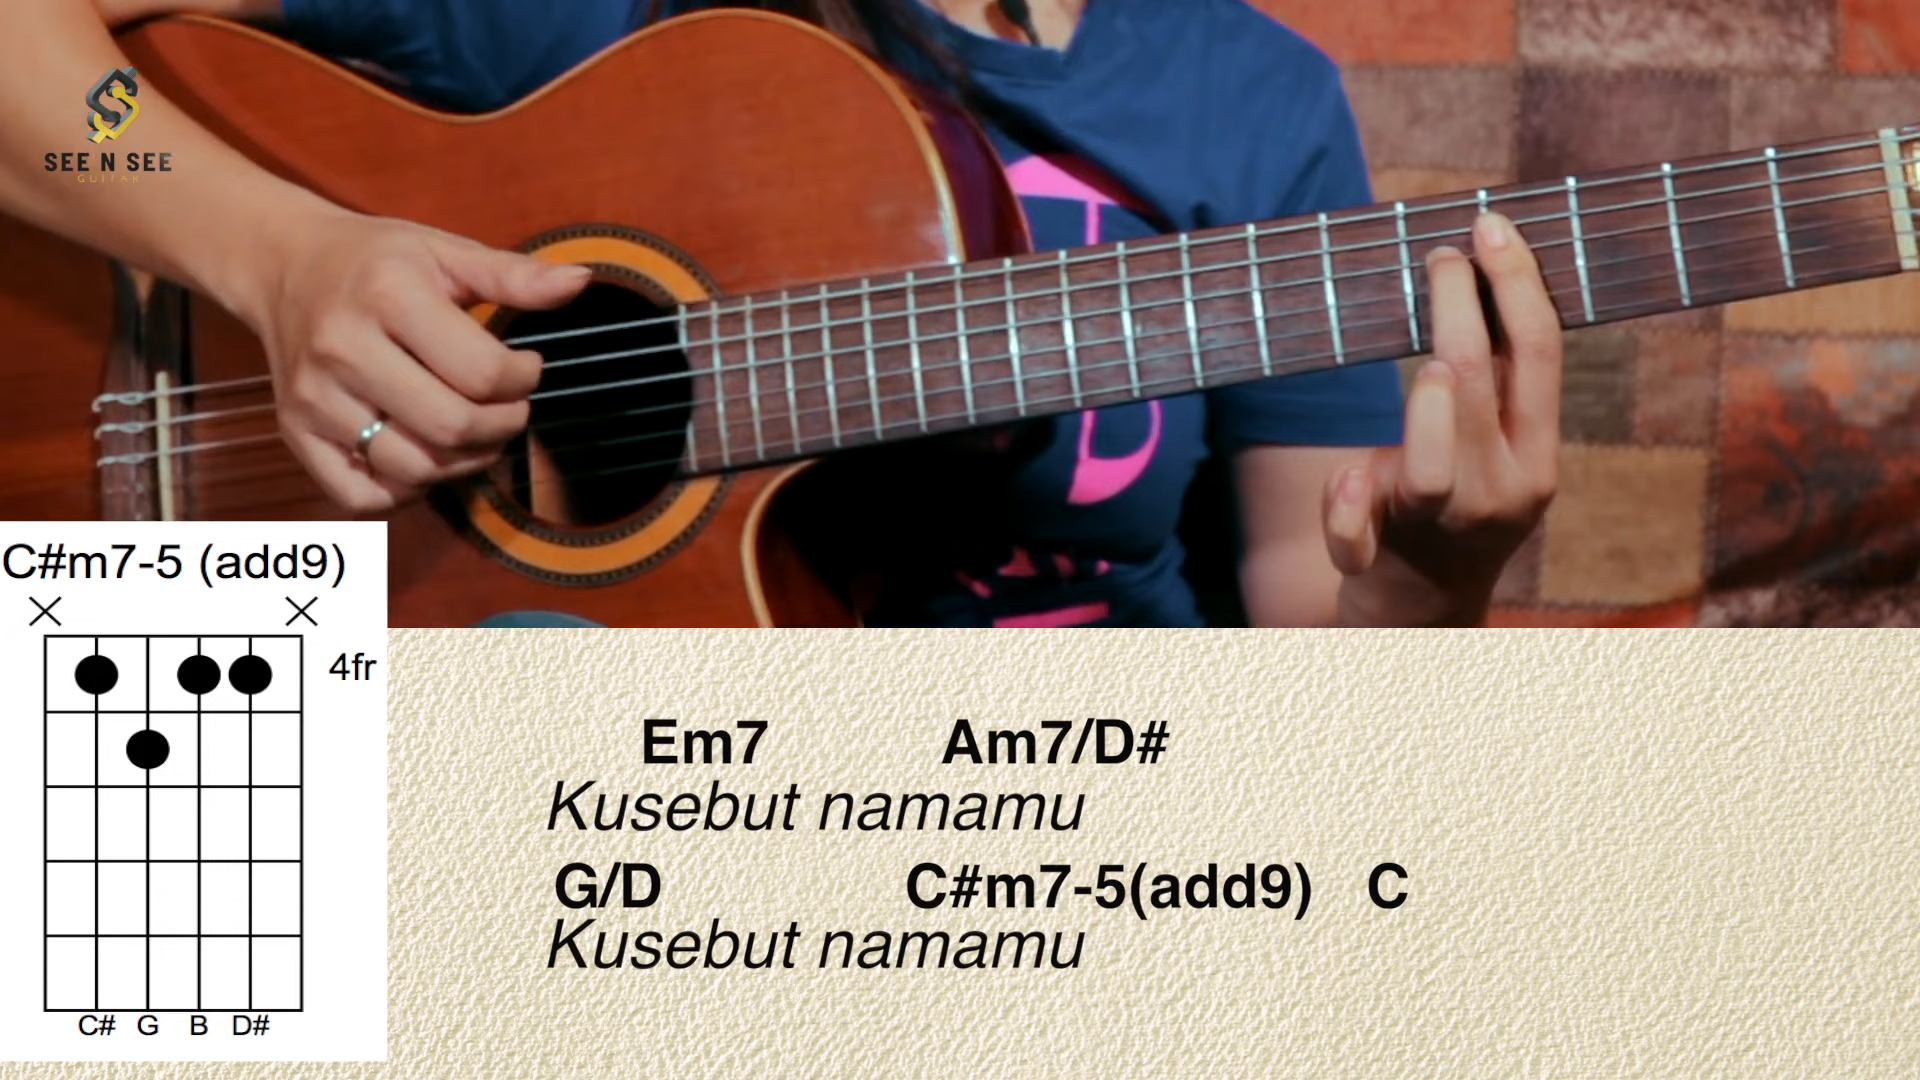 SEE N SEE
GUITAR
C#m7-5 (add9)
4fr
C# G B D#
Em7 Am7/D#
Kusebut namamu
G/D C#m7-5(add9) C
Kusebut namamu